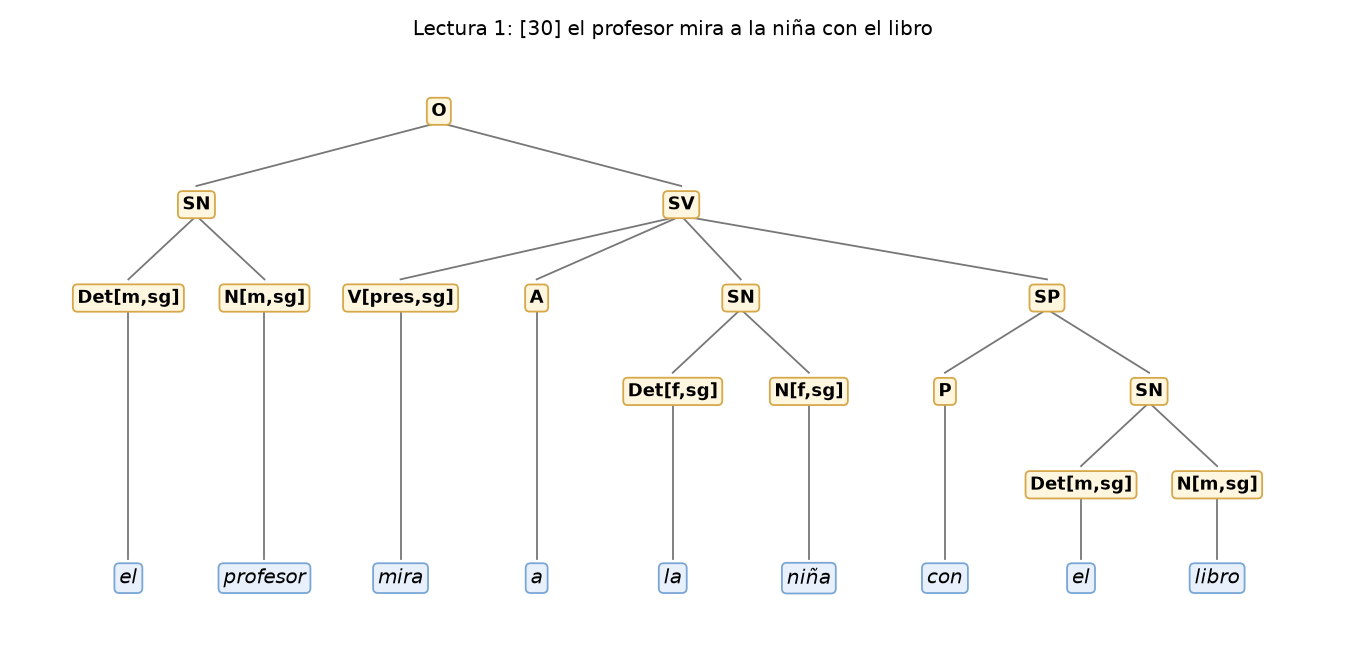 Lectura 1: [30] el profesor mira a la niña con el libro
O
SN SV
Det[m,sg] N[m,sg] V[pres,sg] A SN SP
Det[f,sg] N[f,sg] P SN
Det[m,sg] N[m,sg]
el profesor mira a la niña con el libro